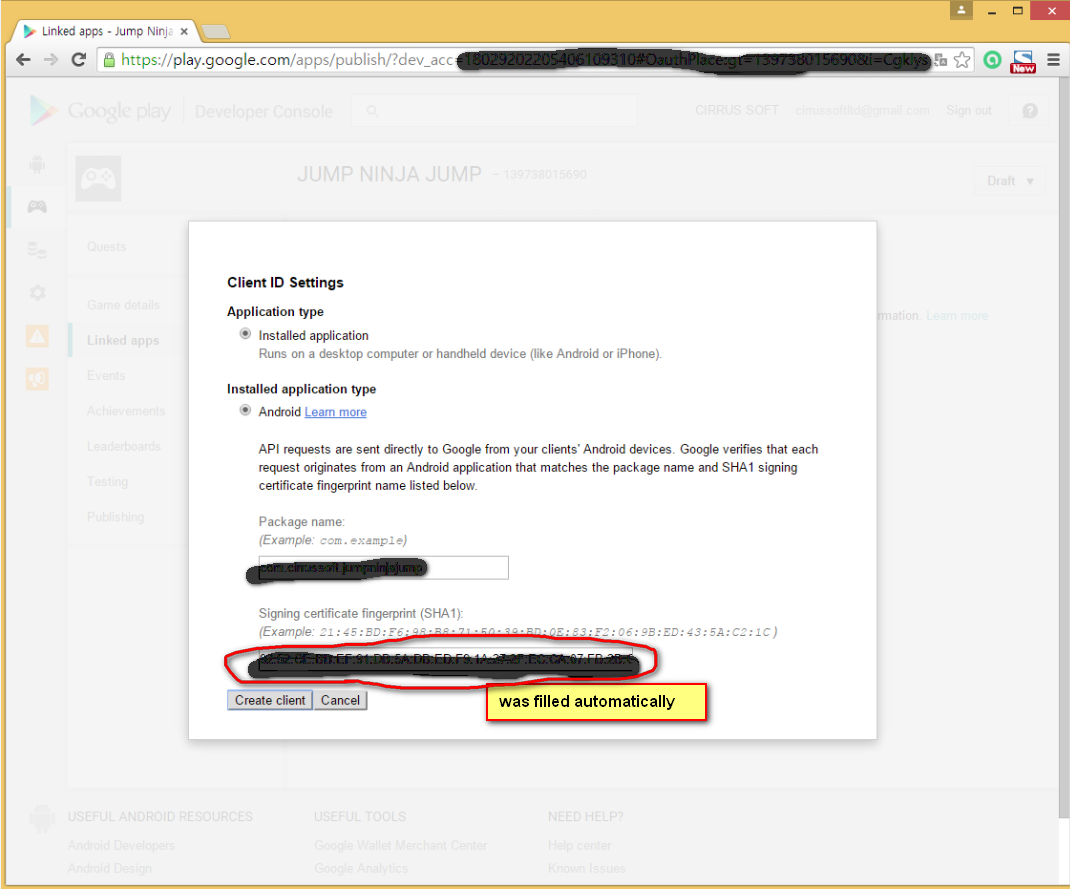 Linked apps - Jump Ninja
https://play.google.com/apps/publish/?dev_acc=
New
Google play Developer Console
CIRRUS SOFT cirrussoftltd@gmail.com Sign out
JUMP NINJA JUMP – 139738015690
Draft
Quests
Game details
Linked apps
Events
Achievements
Leaderboards
Testing
Publishing
rmation. Learn more
Client ID Settings
Application type
Installed application
Runs on a desktop computer or handheld device (like Android or iPhone).
Installed application type
Android Learn more
API requests are sent directly to Google from your clients' Android devices. Google verifies that each
request originates from an Android application that matches the package name and SHA1 signing
certificate fingerprint name listed below.
Package name:
(Example: com.example)
Signing certificate fingerprint (SHA1):
(Example: 21:45:BD:F6:98:B8:71:50:39:BD:0E:83:F2:06:9B:ED:43:5A:C2:1C)
Create client Cancel
was filled automatically
USEFUL ANDROID RESOURCES USEFUL TOOLS NEED HELP?
Android Developers Google Wallet Merchant Center Help center
Android Design Google Analytics Known Issues